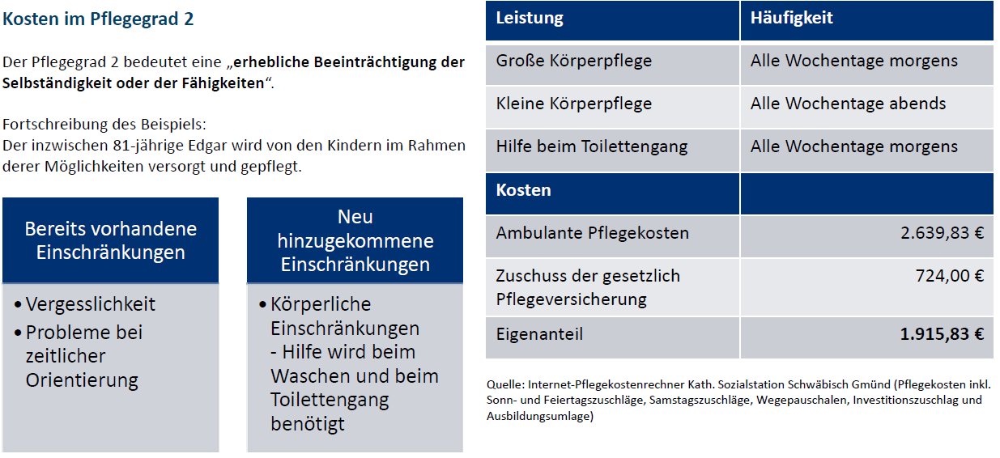 Kosten im Pflegegrad 2
Der Pflegegrad 2 bedeutet eine „erhebliche Beeinträchtigung der
Selbständigkeit oder der Fähigkeiten“.
Fortschreibung des Beispiels:
Der inzwischen 81-jährige Edgar wird von den Kindern im Rahmen
derer Möglichkeiten versorgt und gepflegt.
Bereits vorhandene
Einschränkungen
• Vergesslichkeit
• Probleme bei
zeitlicher
Orientierung
Neu
hinzugekommene
Einschränkungen
• Körperliche
Einschränkungen
- Hilfe wird beim
Waschen und beim
Toilettengang
benötigt
Leistung Häufigkeit
Große Körperpflege Alle Wochentage morgens
Kleine Körperpflege Alle Wochentage abends
Hilfe beim Toilettengang Alle Wochentage morgens
Kosten
Ambulante Pflegekosten 2.639,83 €
Zuschuss der gesetzlich 724,00 €
Pflegeversicherung
Eigenanteil 1.915,83 €
Quelle: Internet-Pflegekostenrechner Kath. Sozialstation Schwäbisch Gmünd (Pflegekosten inkl.
Sonn- und Feiertagszuschläge, Samstagszuschläge, Wegepauschalen, Investitionszuschlag und
Ausbildungsumlage)